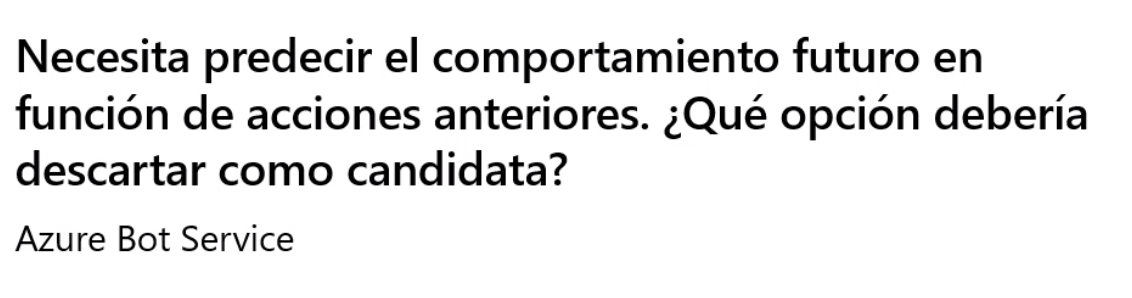 Necesita predecir el comportamiento futuro en
función de acciones anteriores. ¿Qué opción debería
descartar como candidata?
Azure Bot Service